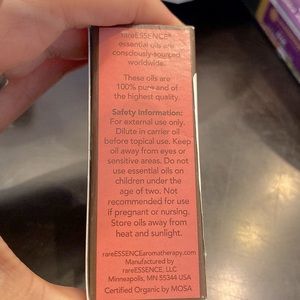 rareESSENCE®
essential oils are
consciously-sourced
worldwide.
These oils are
100% pure and of
the highest quality.
Safety Information:
For external use only.
Dilute in carrier oil
before topical use. Keep
oil away from eyes or
sensitive areas. Do not
use essential oils on
children under the
age of two. Not
recommended for use
if pregnant or nursing.
Store oils away from
heat and sunlight.
rareESSENCEaromatherapy.com
Manufactured by
rareESSENCE, LLC
Minneapolis, MN 55344 USA
Certified Organic by MOSA